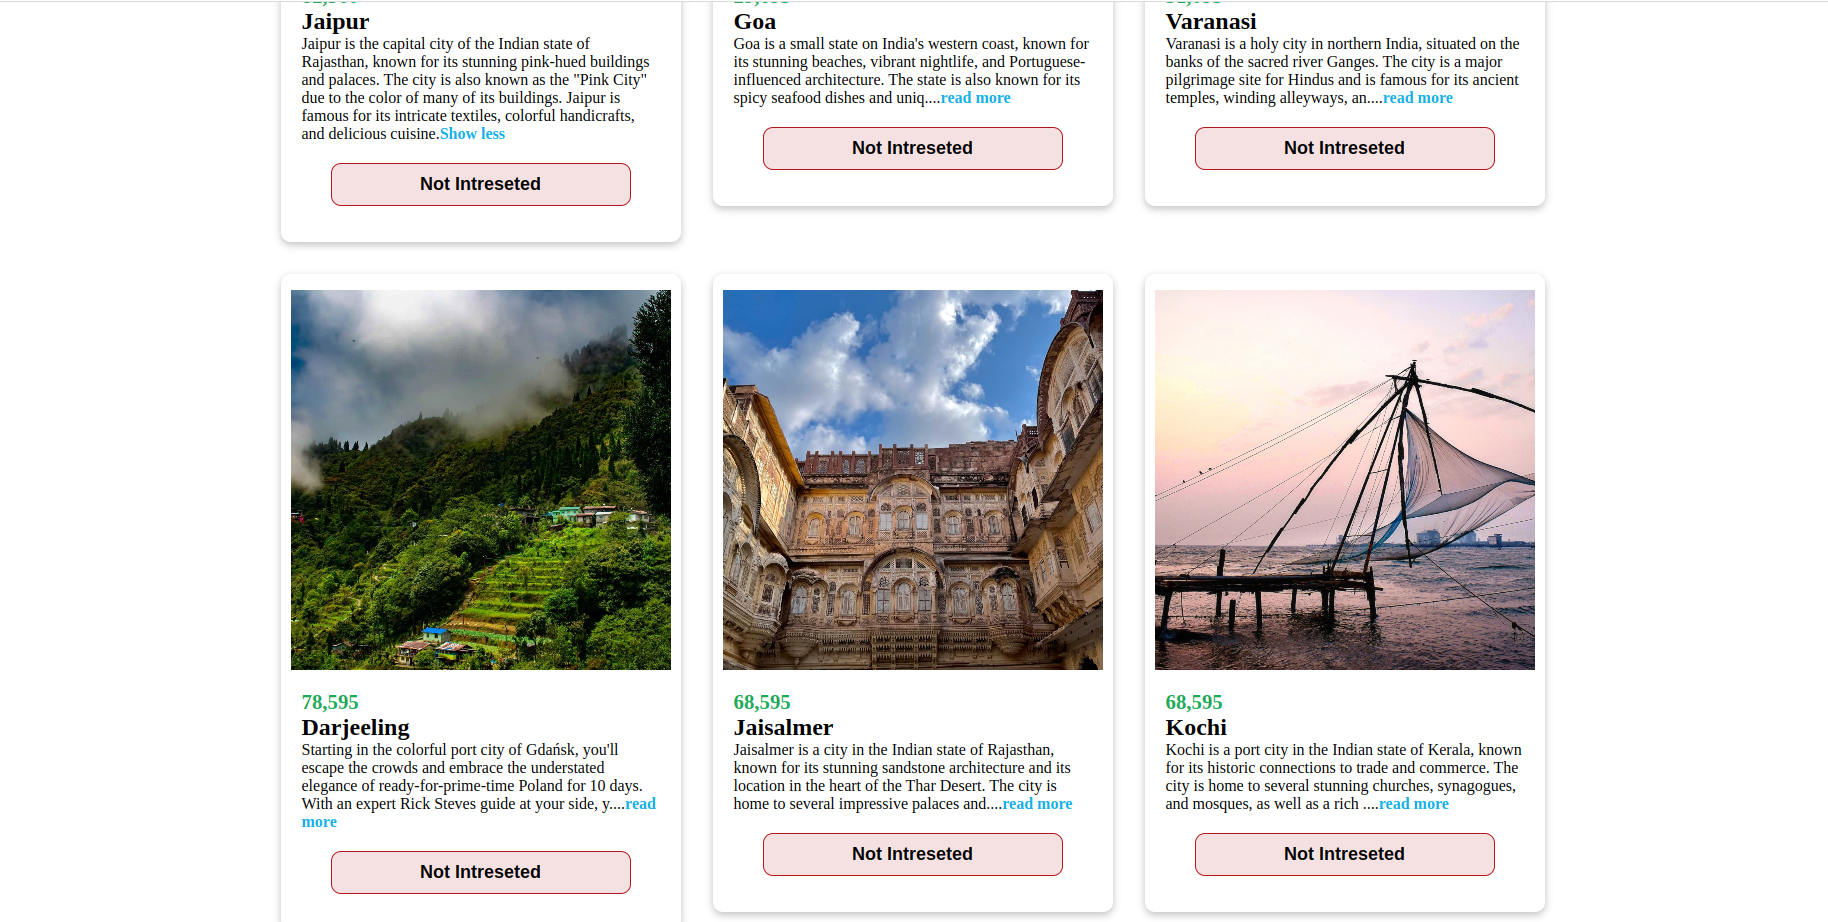 Jaipur
Jaipur is the capital city of the Indian state of
Rajasthan, known for its stunning pink-hued buildings
and palaces. The city is also known as the "Pink City"
due to the color of many of its buildings. Jaipur is
famous for its intricate textiles, colorful handicrafts,
and delicious cuisine.Show less
Not Intreseted
Goa
Goa is a small state on India's western coast, known for
its stunning beaches, vibrant nightlife, and Portuguese-
influenced architecture. The state is also known for its
spicy seafood dishes and uniq....read more
Not Intreseted
Varanasi
Varanasi is a holy city in northern India, situated on the
banks of the sacred river Ganges. The city is a major
pilgrimage site for Hindus and is famous for its ancient
temples, winding alleyways, an....read more
Not Intreseted
78,595
Darjeeling
Starting in the colorful port city of Gdańsk, you'll
escape the crowds and embrace the understated
elegance of ready-for-prime-time Poland for 10 days.
With an expert Rick Steves guide at your side, y....read
more
Not Intreseted
68,595
Jaisalmer
Jaisalmer is a city in the Indian state of Rajasthan,
known for its stunning sandstone architecture and its
location in the heart of the Thar Desert. The city is
home to several impressive palaces and....read more
Not Intreseted
68,595
Kochi
Kochi is a port city in the Indian state of Kerala, known
for its historic connections to trade and commerce. The
city is home to several stunning churches, synagogues,
and mosques, as well as a rich ....read more
Not Intreseted